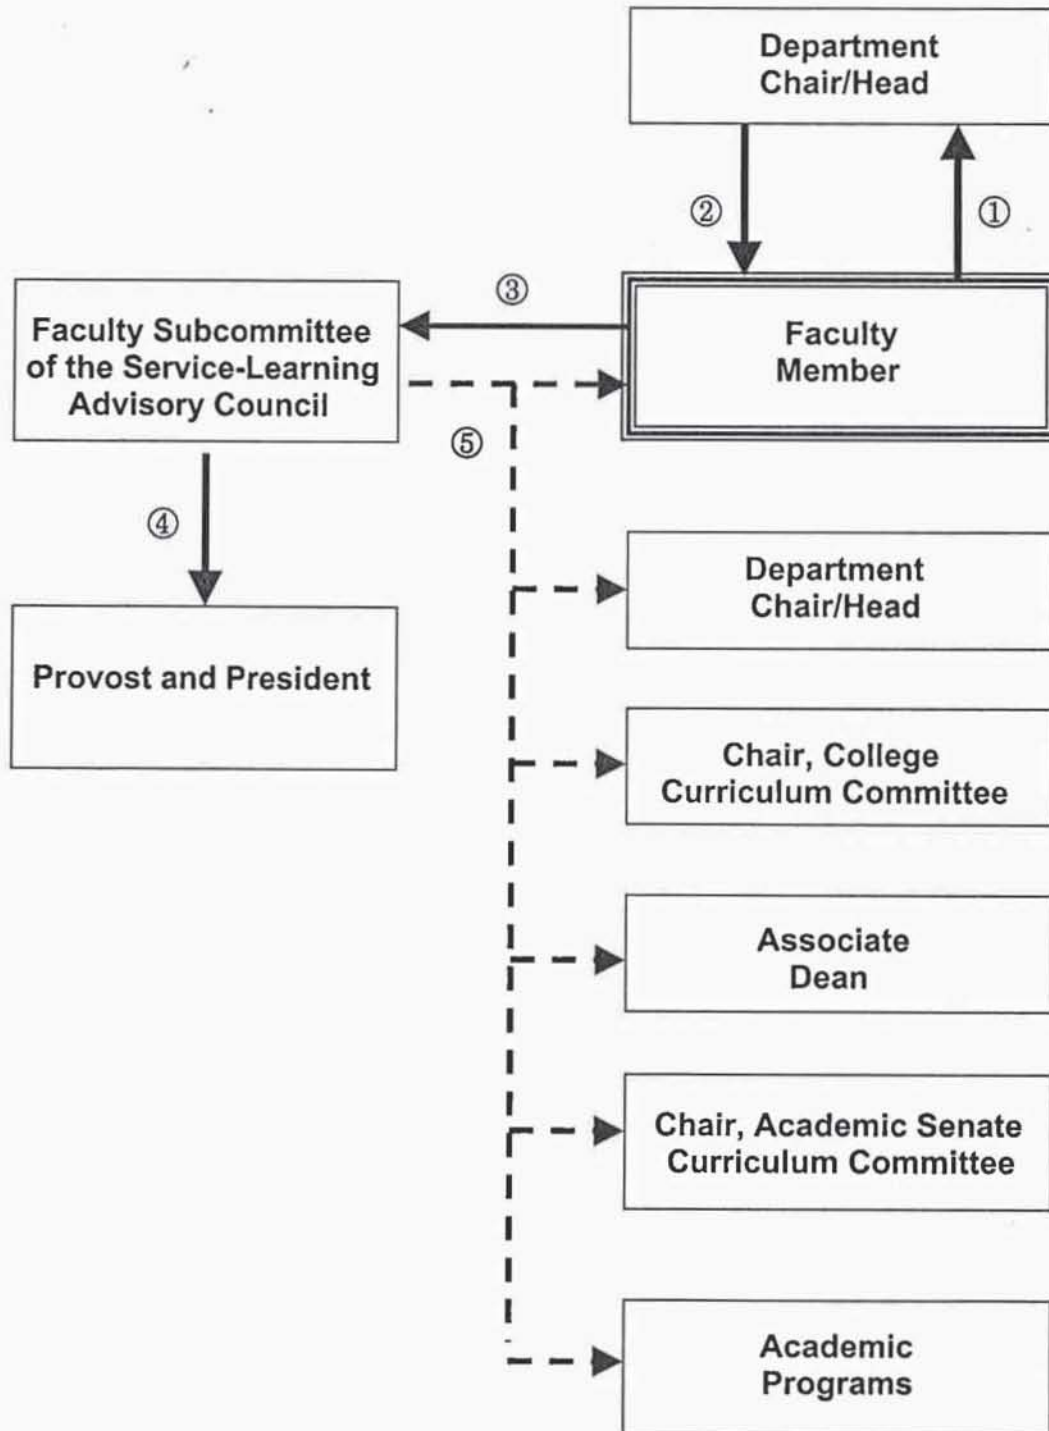 Department
Chair/Head
②
①
③
Faculty Subcommittee
of the Service-Learning
Advisory Council
Faculty
Member
⑤
④
Department
Chair/Head
Provost and President
Chair, College
Curriculum Committee
Associate
Dean
Chair, Academic Senate
Curriculum Committee
Academic
Programs